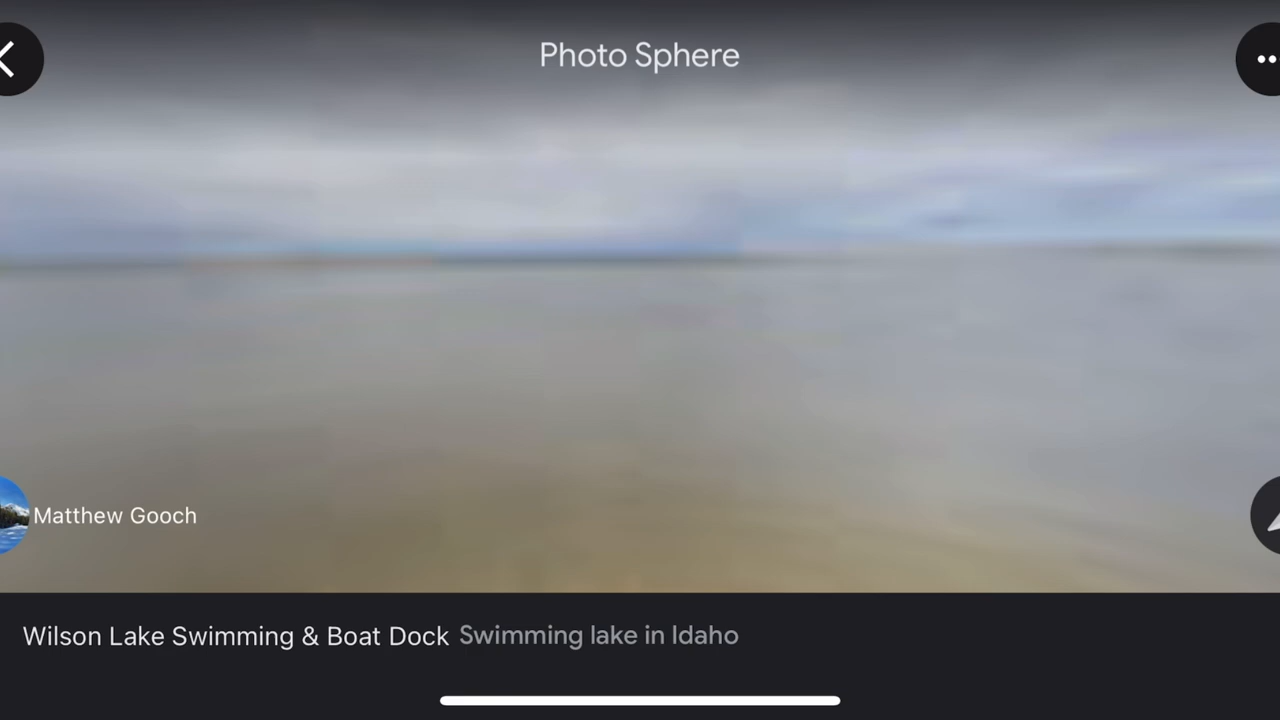 Photo Sphere
Matthew Gooch
Wilson Lake Swimming & Boat Dock Swimming lake in Idaho